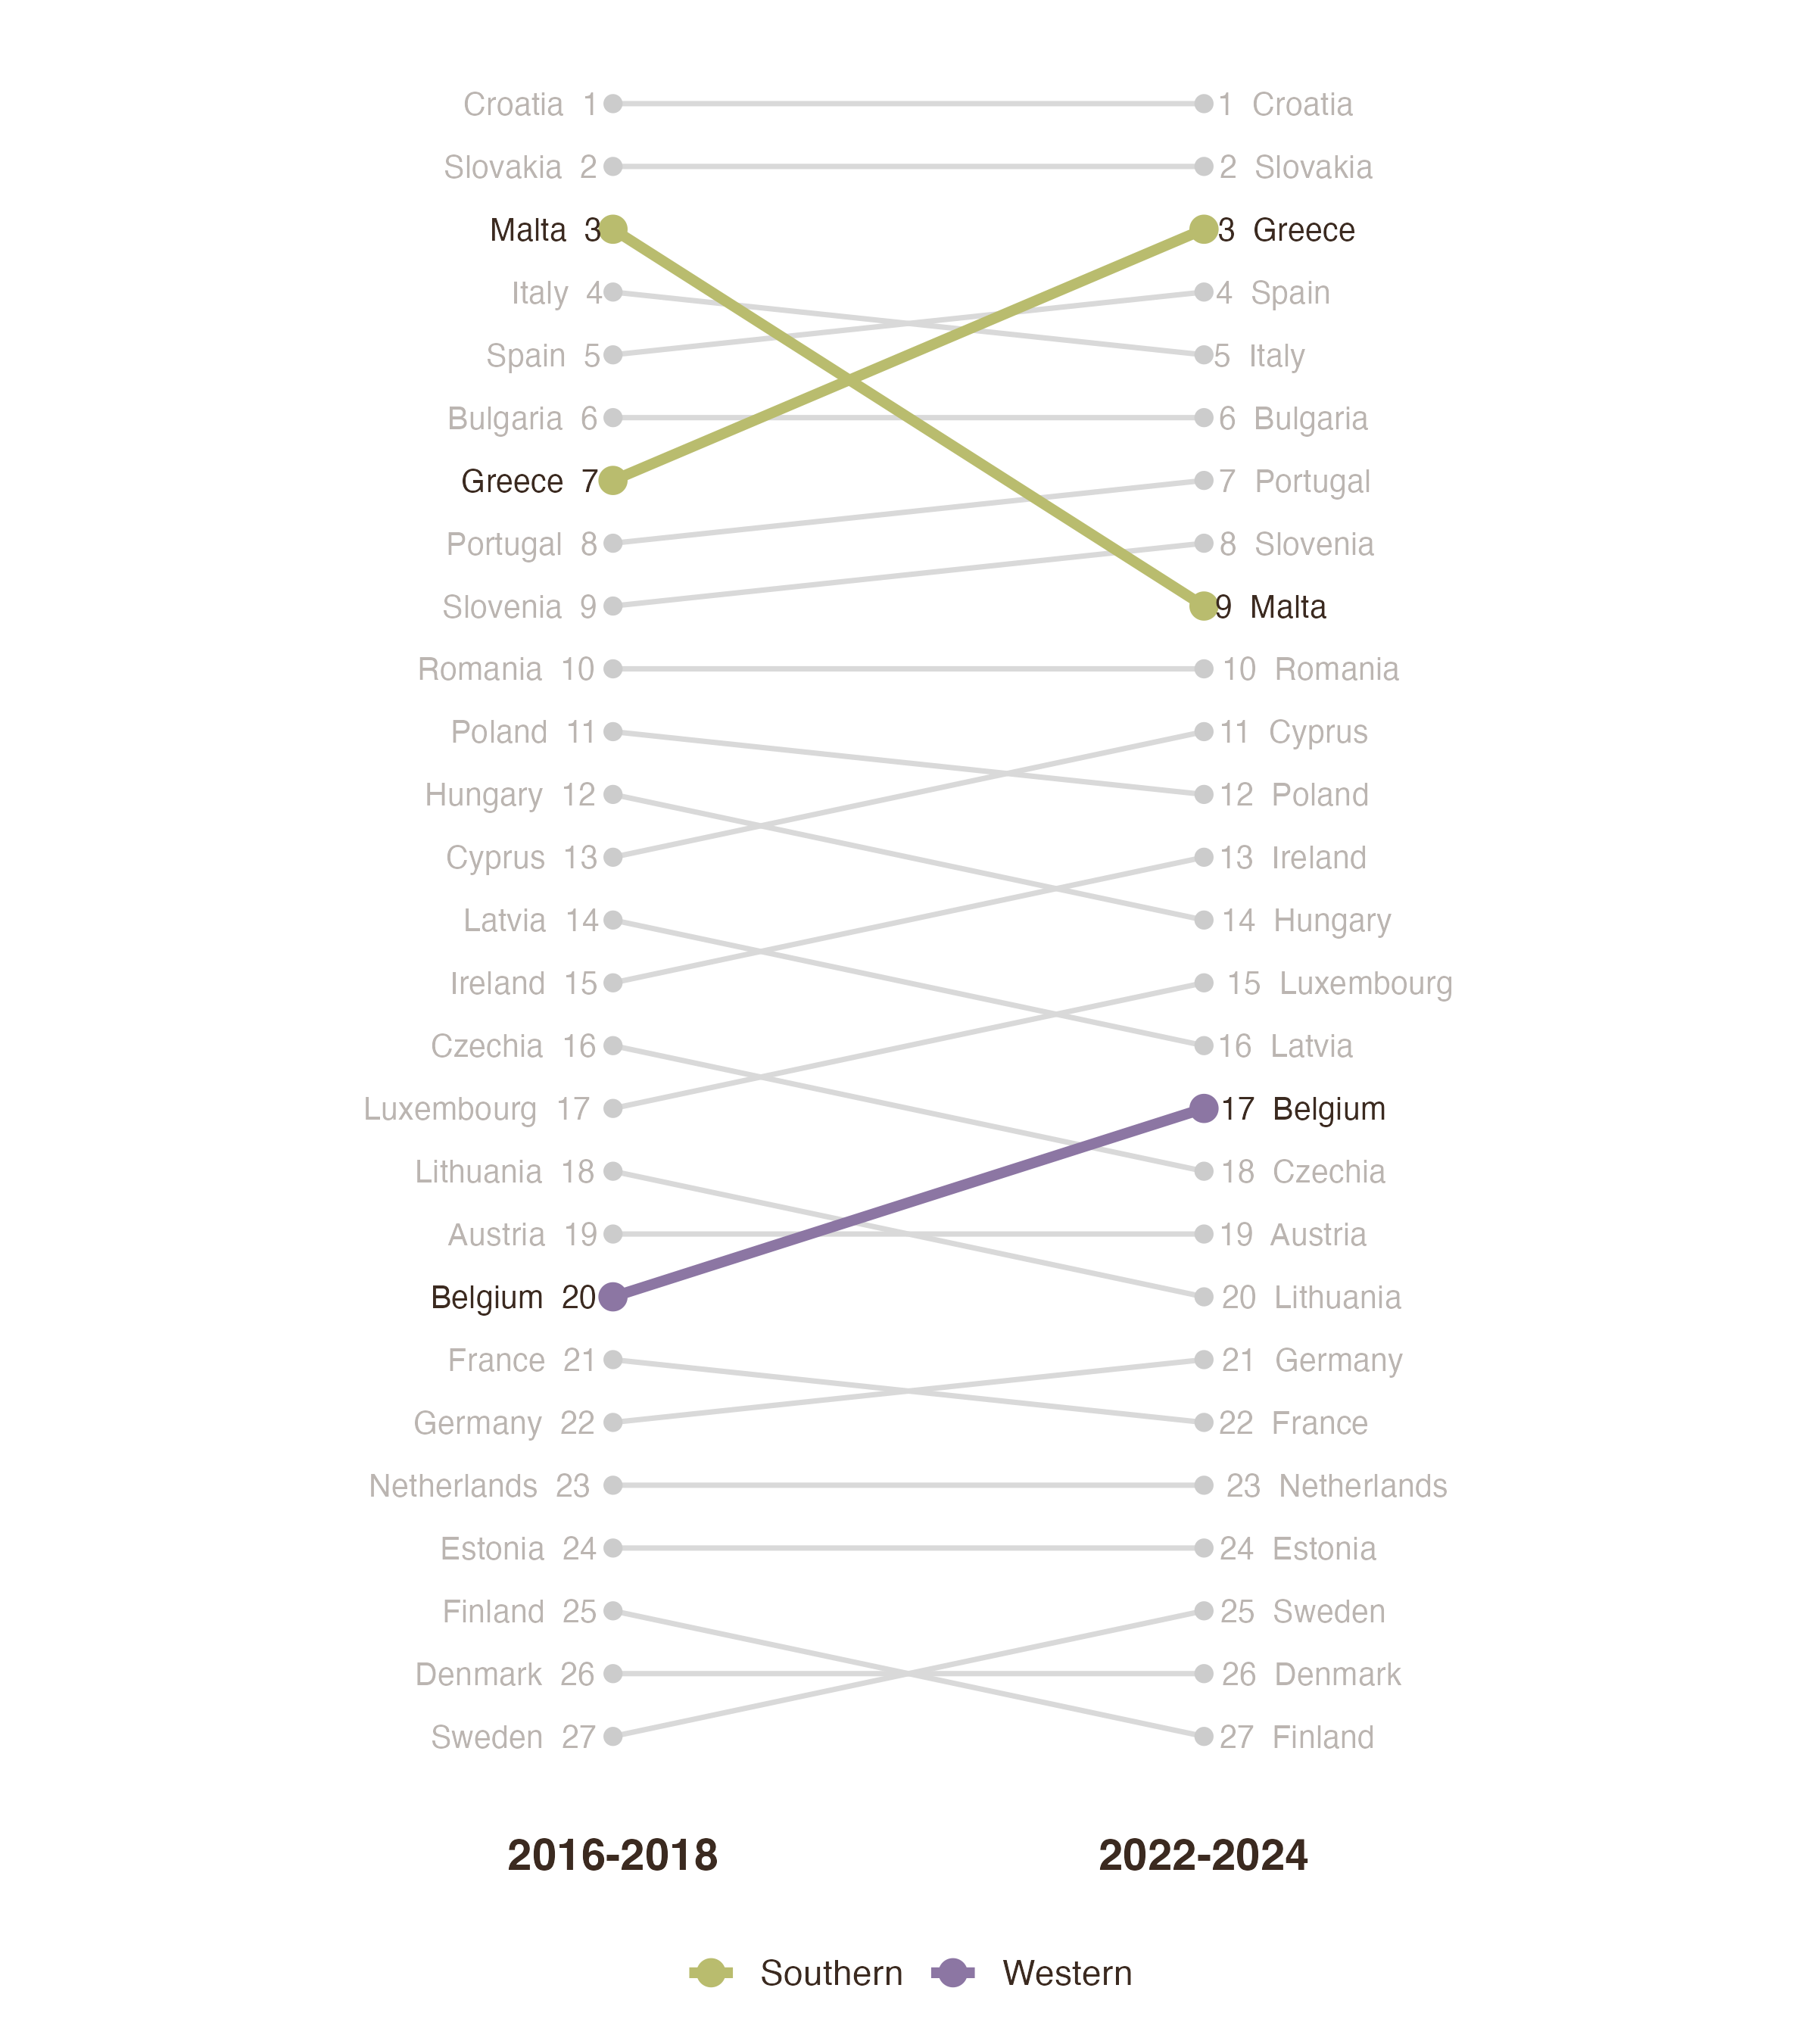 Croatia 1 1 Croatia
Slovakia 2 2 Slovakia
Malta 3 3 Greece
Italy 4 4 Spain
Spain 5 5 Italy
Bulgaria 6 6 Bulgaria
Greece 7 7 Portugal
Portugal 8 8 Slovenia
Slovenia 9 9 Malta
Romania 10 10 Romania
Poland 11 11 Cyprus
Hungary 12 12 Poland
Cyprus 13 13 Ireland
Latvia 14 14 Hungary
Ireland 15 15 Luxembourg
Czechia 16 16 Latvia
Luxembourg 17 17 Belgium
Lithuania 18 18 Czechia
Austria 19 19 Austria
Belgium 20 20 Lithuania
France 21 21 Germany
Germany 22 22 France
Netherlands 23 23 Netherlands
Estonia 24 24 Estonia
Finland 25 25 Sweden
Denmark 26 26 Denmark
Sweden 27 27 Finland
2016-2018 2022-2024
Southern Western